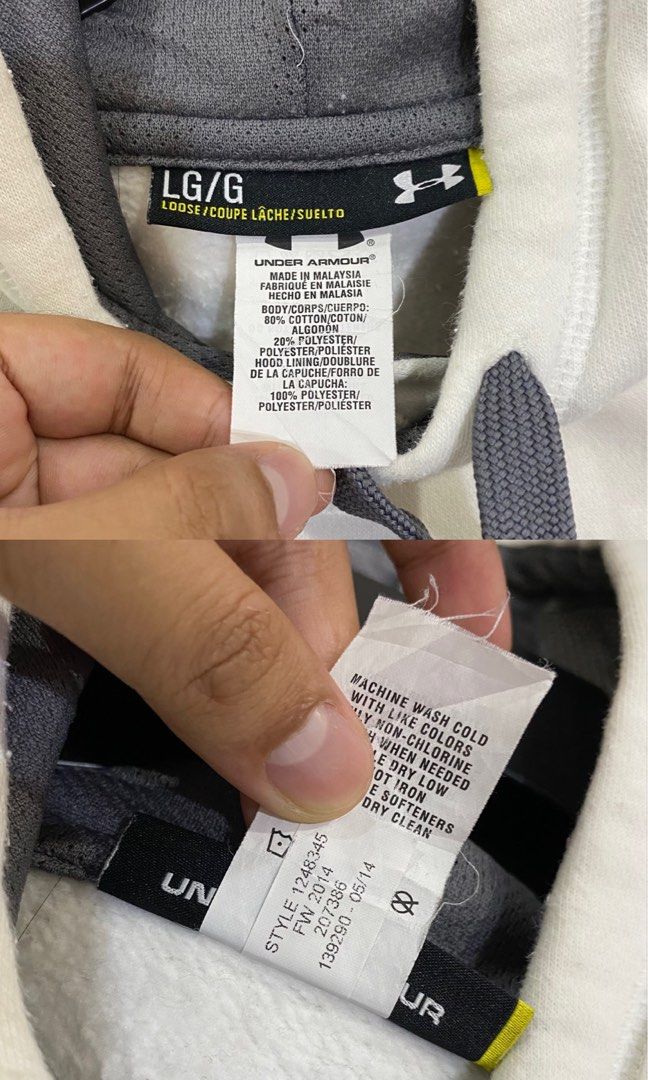 LG/G
LOOSE/COUPE LÂCHE/SUELTO
®
UNDER ARMOUR®
MADE IN MALAYSIA
FABRIQUÉ EN MALAISIE
HECHO EN MALASIA
BODY/CORPS/CUERPO:
80% COTTON/COTON/
ALGODÓN
20% POLYESTER/
POLYESTER/POLIÉSTER
HOOD LINING/DOUBLURE
DE LA CAPUCHE/FORRO DE
LA CAPUCHA:
100% POLYESTER/
POLYESTER/POLIÉSTER
MACHINE WASH COLD
WITH LIKE COLORS
NON-CHLORINE
WHEN NEEDED
DRY LOW
IRON
SOFTENERS
DRY CLEAN
STYLE 1248345
FW 2014
207386
139290 - 05/14
UN
UR